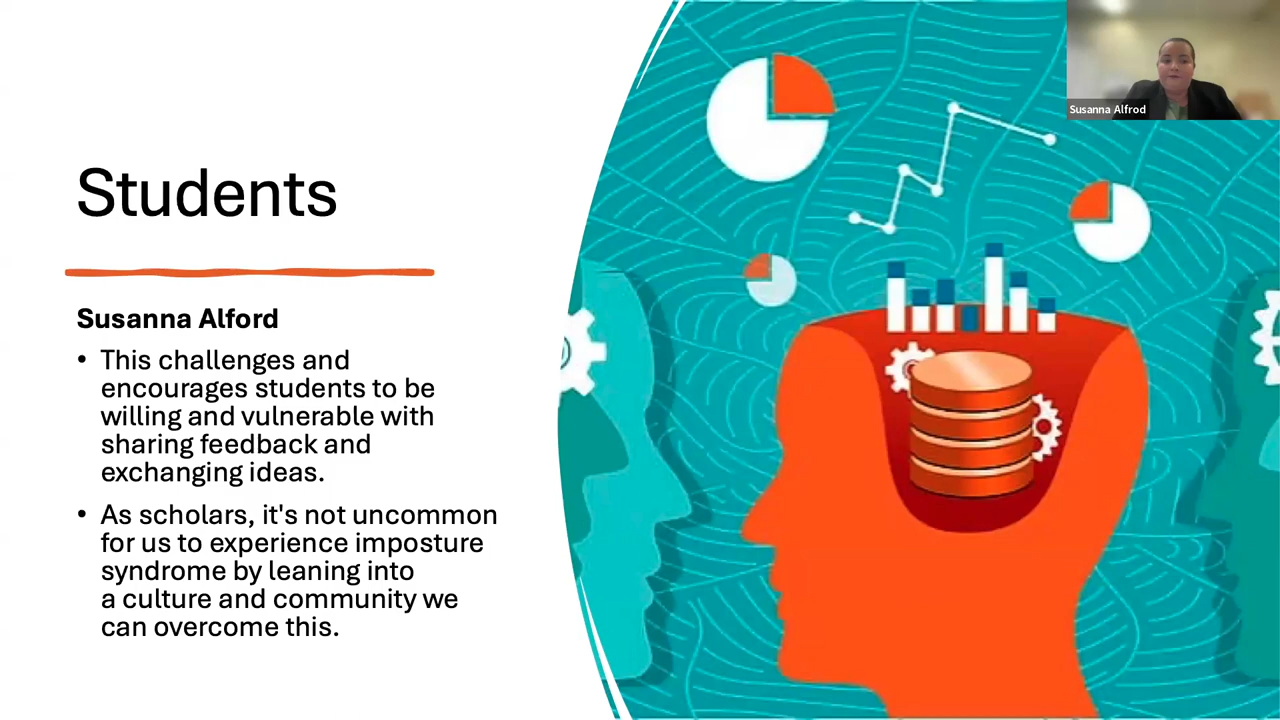 Students
Susanna Alford
• This challenges and
encourages students to be
willing and vulnerable with
sharing feedback and
exchanging ideas.
• As scholars, it's not uncommon
for us to experience imposture
syndrome by leaning into
a culture and community we
can overcome this.
Susanna Alfrod